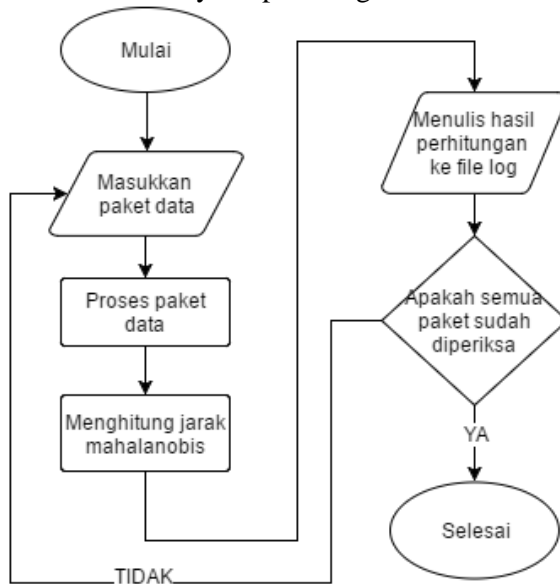 Mulai
Masukkan
paket data
Proses paket
data
Menghitung jarak
mahalanobis
Menulis hasil
perhitungan
ke file log
Apakah semua
paket sudah
diperiksa
YA
Selesai
TIDAK